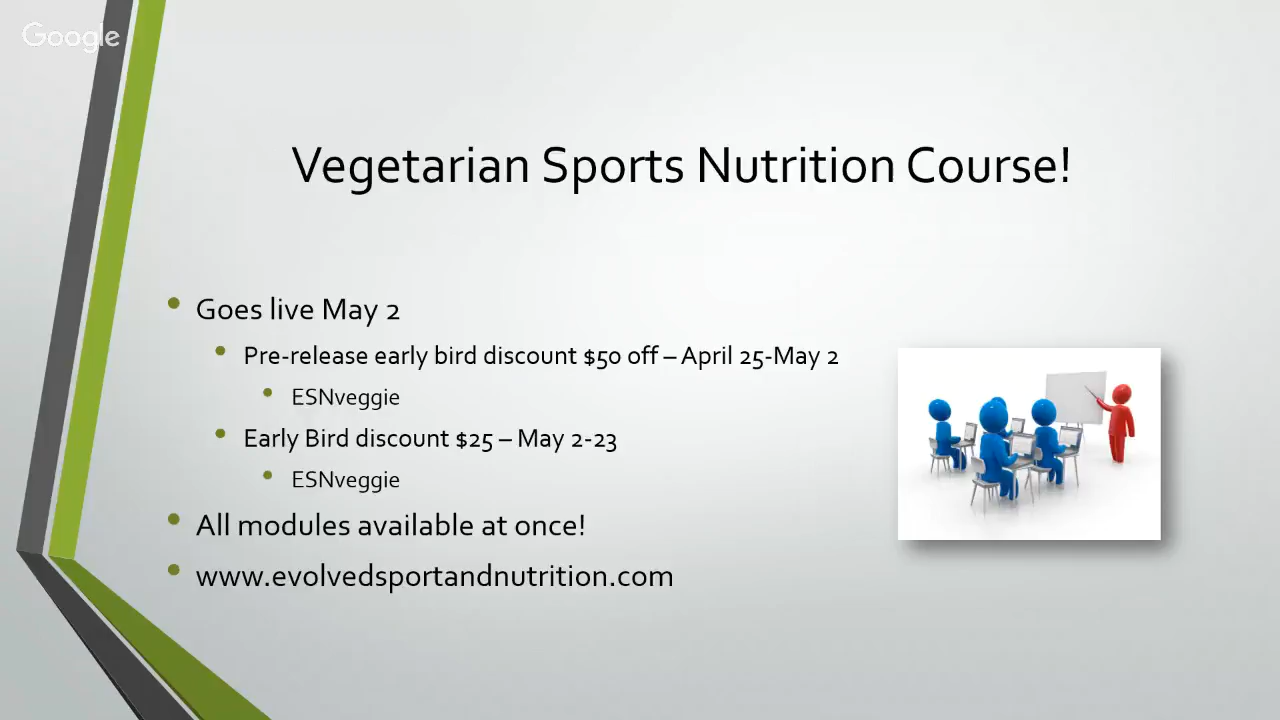 Google
Vegetarian Sports Nutrition Course!
• Goes live May 2
• Pre-release early bird discount $50 off – April 25-May 2
• ESNveggie
• Early Bird discount $25 – May 2-23
• ESNveggie
• All modules available at once!
• www.evolvedsportandnutrition.com